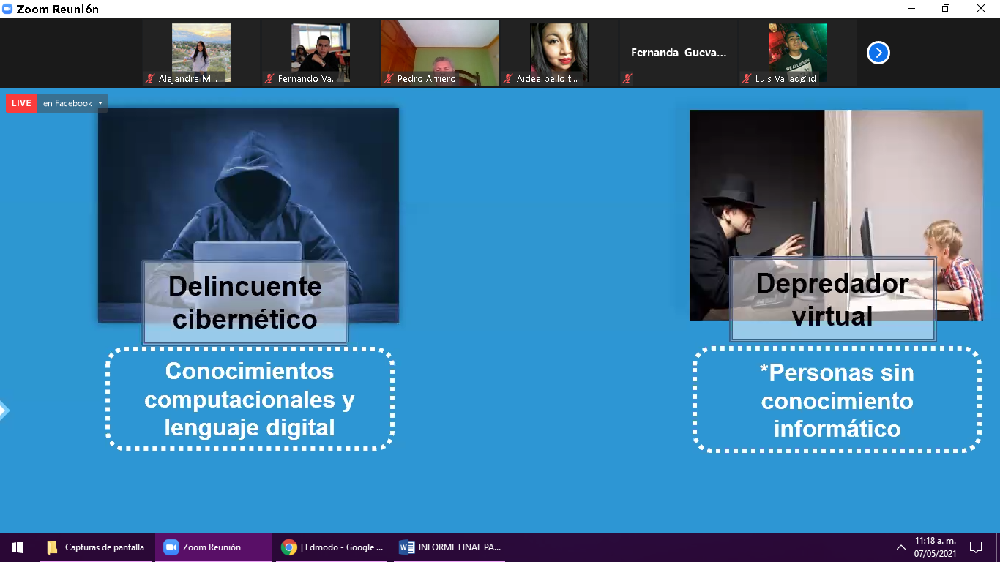 Zoom Reunión
Alejandra M...
Fernando Va...
Pedro Arriero
Aidee bello t...
Fernanda Gueva...
Luis Valladølid
LIVE en Facebook
Delincuente
cibernético
Conocimientos
computacionales y
lenguaje digital
Depredador
virtual
*Personas sin
conocimiento
informático
Capturas de pantalla
Zoom Reunión
| Edmodo - Google ...
INFORME FINAL PA...
11:18 a. m.
07/05/2021